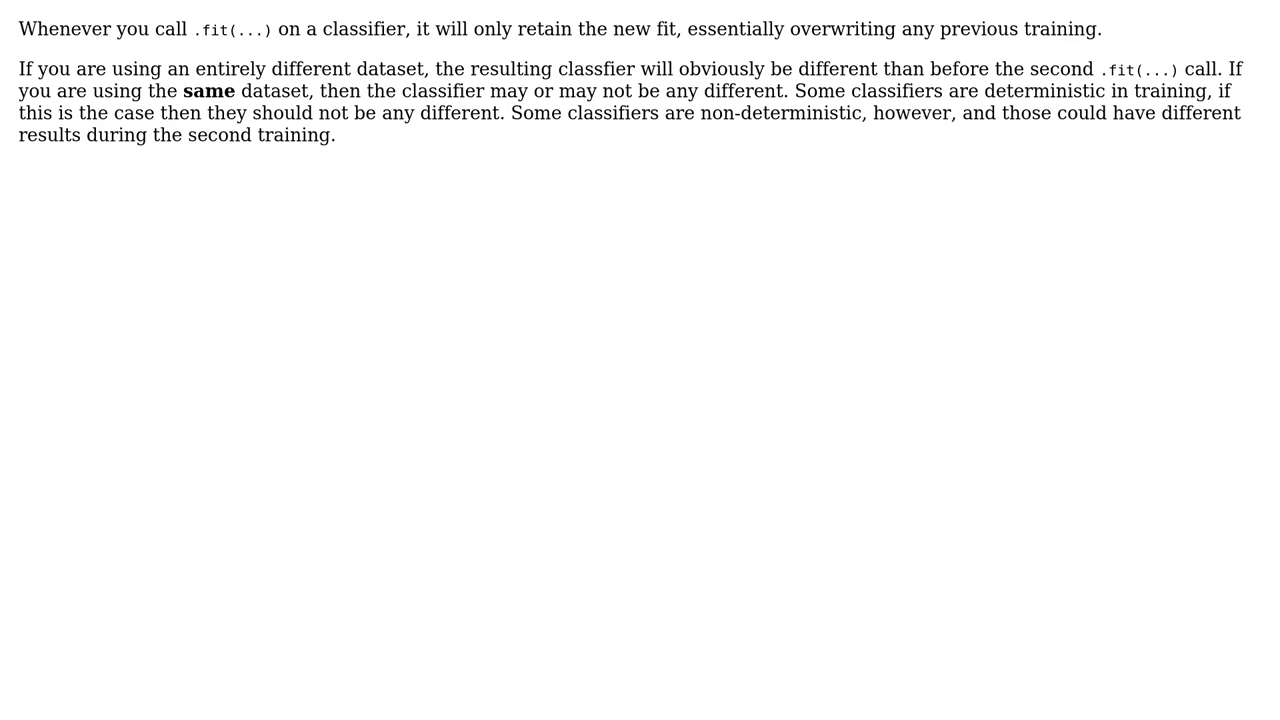 Whenever you call .fit(...) on a classifier, it will only retain the new fit, essentially overwriting any previous training.
If you are using an entirely different dataset, the resulting classfier will obviously be different than before the second .fit(...) call. If
you are using the same dataset, then the classifier may or may not be any different. Some classifiers are deterministic in training, if
this is the case then they should not be any different. Some classifiers are non-deterministic, however, and those could have different
results during the second training.